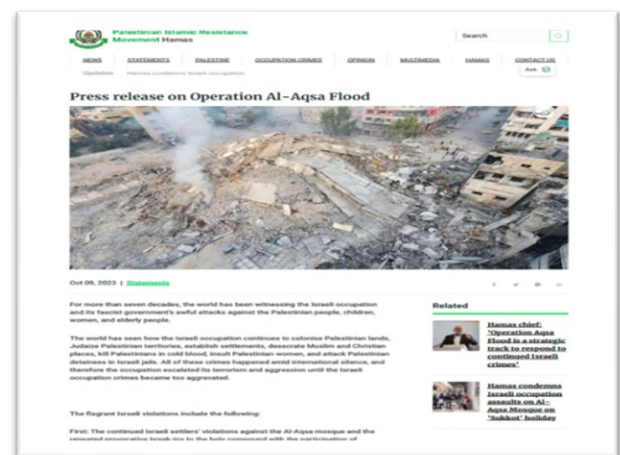 Palestinian Islamic Resistance
Movement Hamas
Search
NEWS STATEMENTS PALESTINE OCCUPATION CRIMES OPINION MULTIMEDIA HAMAS CONTACT US
Ask
Updates Hamas condemns Israeli occupation
Press release on Operation Al-Aqsa Flood
Oct 09, 2023 | Statements
For more than seven decades, the world has been witnessing the Israeli occupation
and its fascist government's awful attacks against the Palestinian people, children,
women, and elderly people.
The world has seen how the Israeli occupation continues to colonise Palestinian lands,
Judaize Palestinian territories, establish settlements, desecrate Muslim and Christian
places, kill Palestinians in cold blood, insult Palestinian women, and attack Palestinian
detainees in Israeli jails. All of these crimes happened amid international silence, and
therefore the occupation escalated its terrorism and aggression until the Israeli
occupation crimes became too aggravated.
The flagrant Israeli violations include the following:
First: The continued Israeli settlers' violations against the Al-Aqsa mosque and the
repeated provocative break-ins to the holy compound with the participation of
Related
Hamas chief:
'Operation Aqsa
Flood is a strategic
track to respond to
continued Israeli
crimes'
Hamas condemns
Israeli occupation
assaults on Al-
Aqsa Mosque on
'Sukkot' holiday